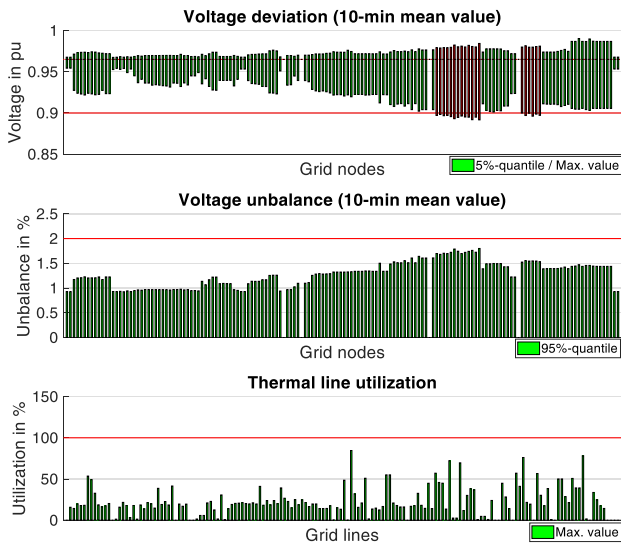 Voltage deviation (10-min mean value)
1
0.95
0.9
0.85
Voltage in pu
Grid nodes
5%-quantile / Max. value
Voltage unbalance (10-min mean value)
2.5
2
1.5
1
0.5
0
Unbalance in %
Grid nodes
95%-quantile
Thermal line utilization
150
100
50
0
Utilization in %
Grid lines
Max. value